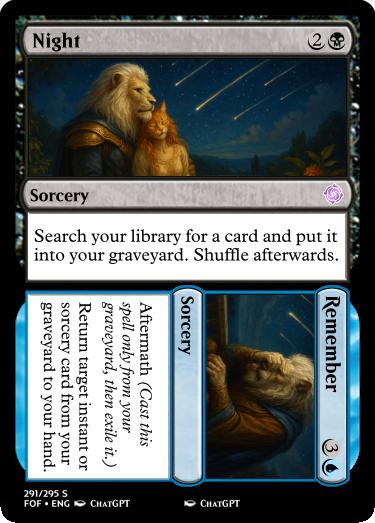 Night 2
Sorcery
Search your library for a card and put it
into your graveyard. Shuffle afterwards.
Remember 3
Sorcery
Aftermath (Cast this
spell only from your
graveyard, then exile it.)
Return target instant or
sorcery card from your
graveyard to your hand.
291/295 S
FOF • ENG ChatGPT ChatGPT